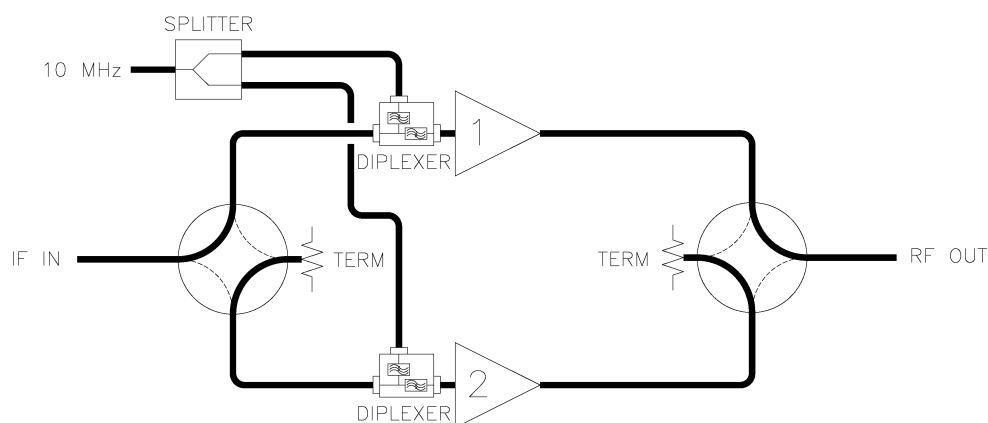 SPLITTER
10 MHz
1
DIPLEXER
IF IN
TERM
TERM
RF OUT
2
DIPLEXER